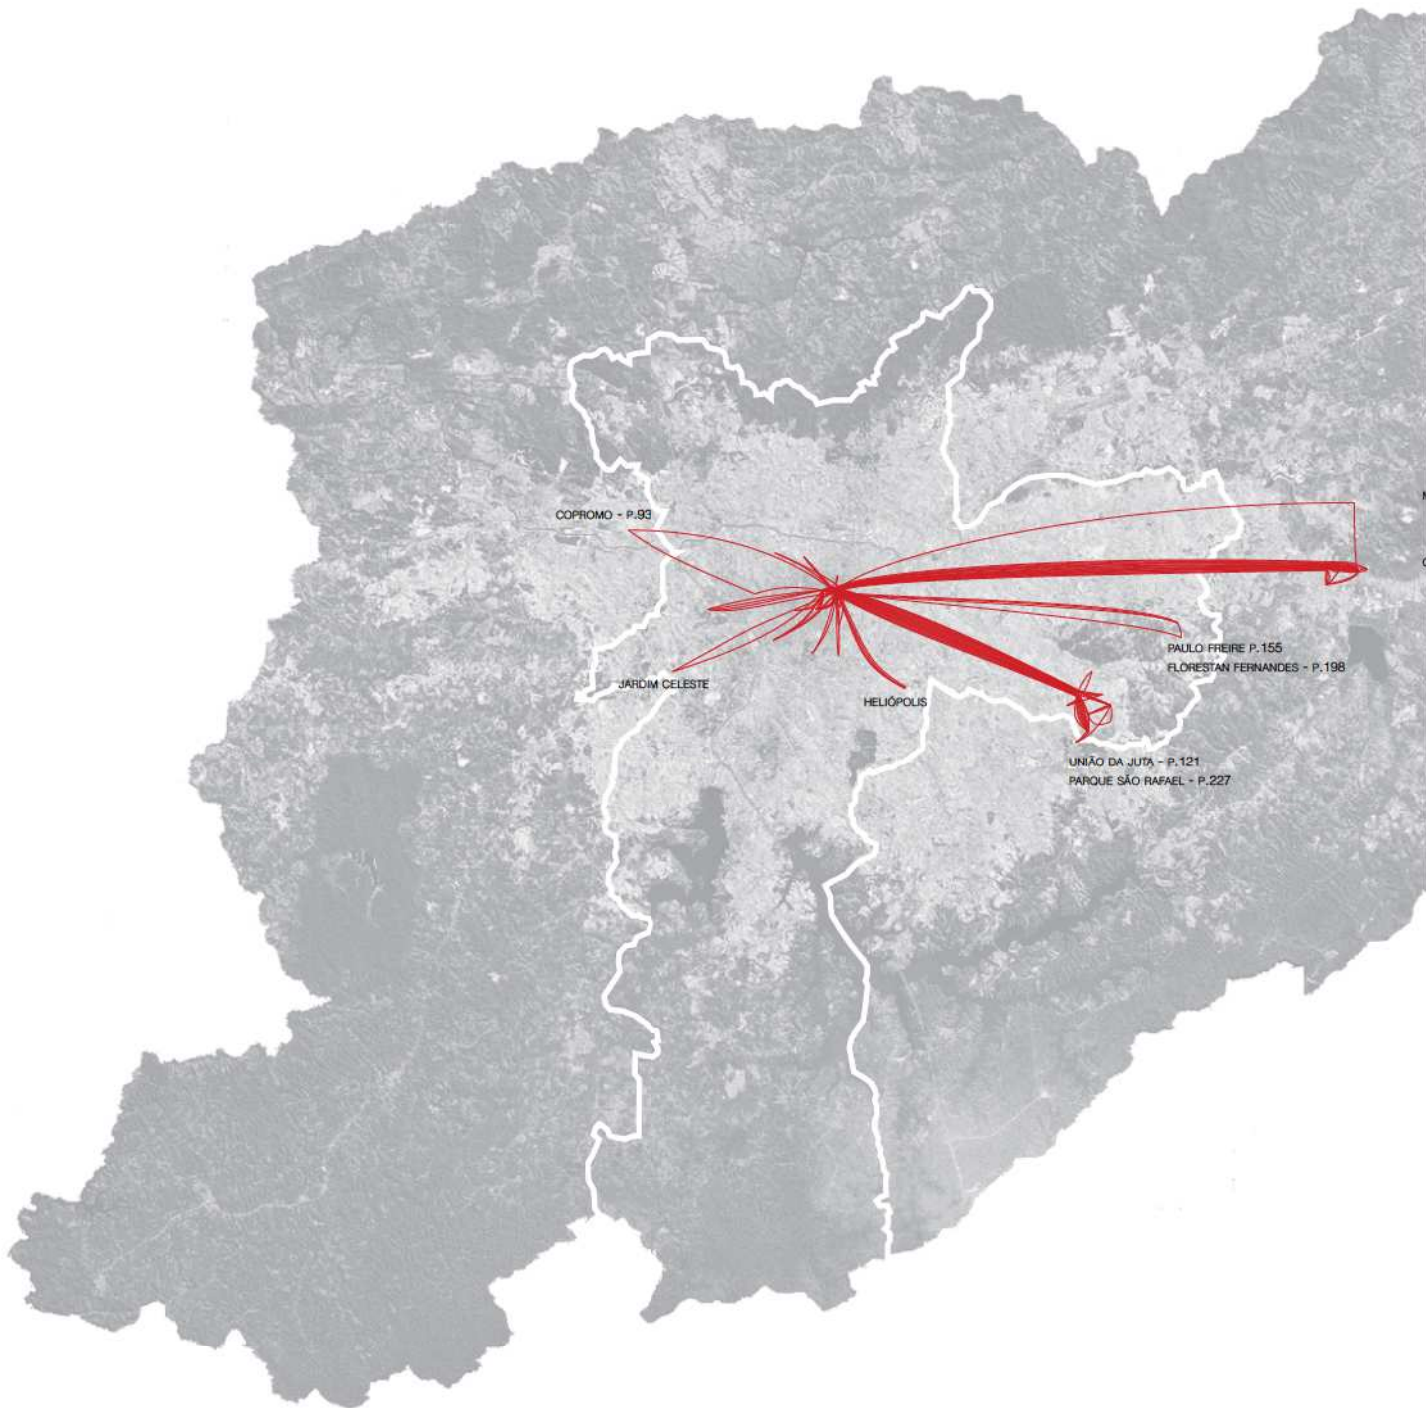 COPROMO - P.93
PAULO FREIRE P.155
FLORESTAN FERNANDES - P.198
JARDIM CELESTE
HELIÓPOLIS
UNIÃO DA JUTA - P.121
PARQUE SÃO RAFAEL - P.227